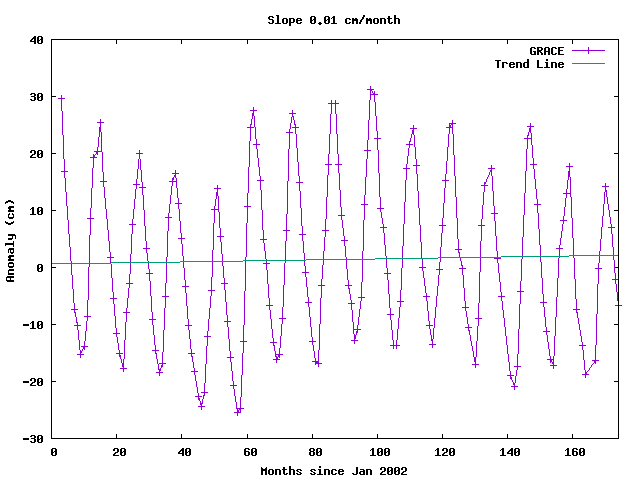 Slope 0.01 cm/month
GRACE
Trend Line
Anomaly (cm)
40
30
20
10
0
-10
-20
-30
0 20 40 60 80 100 120 140 160
Months since Jan 2002